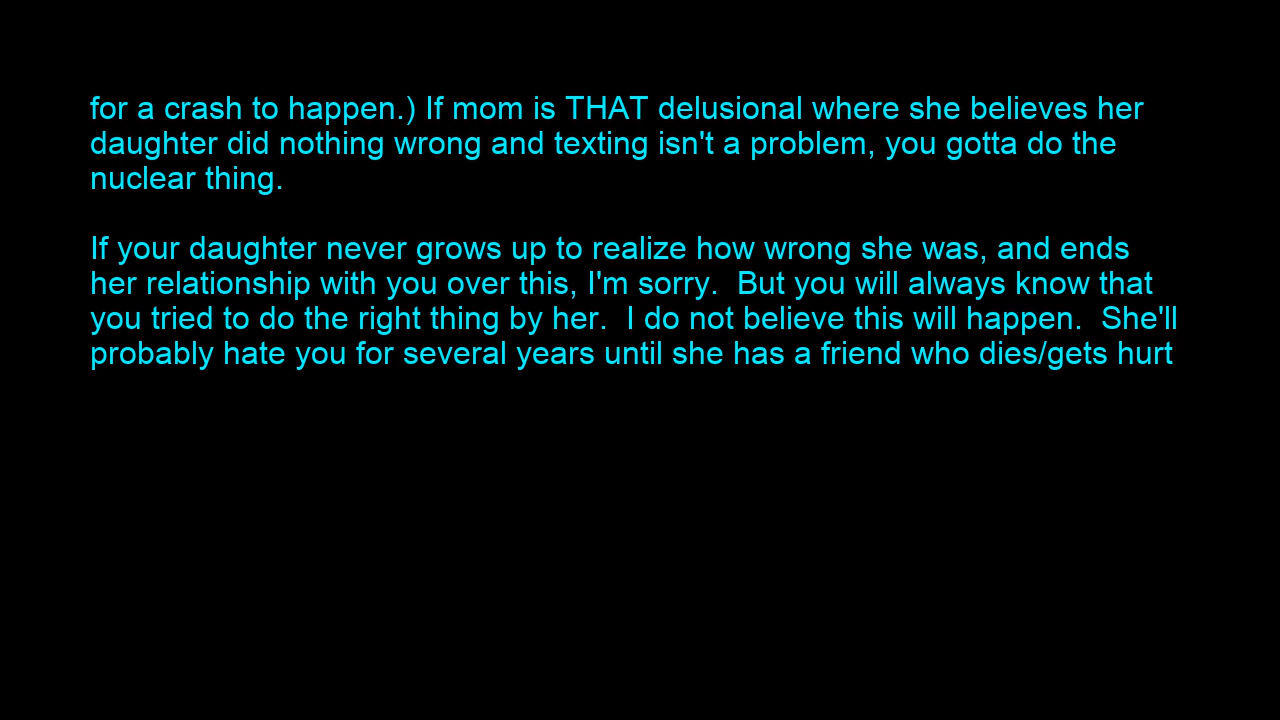 for a crash to happen.) If mom is THAT delusional where she believes her
daughter did nothing wrong and texting isn't a problem, you gotta do the
nuclear thing.
If your daughter never grows up to realize how wrong she was, and ends
her relationship with you over this, I'm sorry.  But you will always know that
you tried to do the right thing by her.  I do not believe this will happen.  She'll
probably hate you for several years until she has a friend who dies/gets hurt